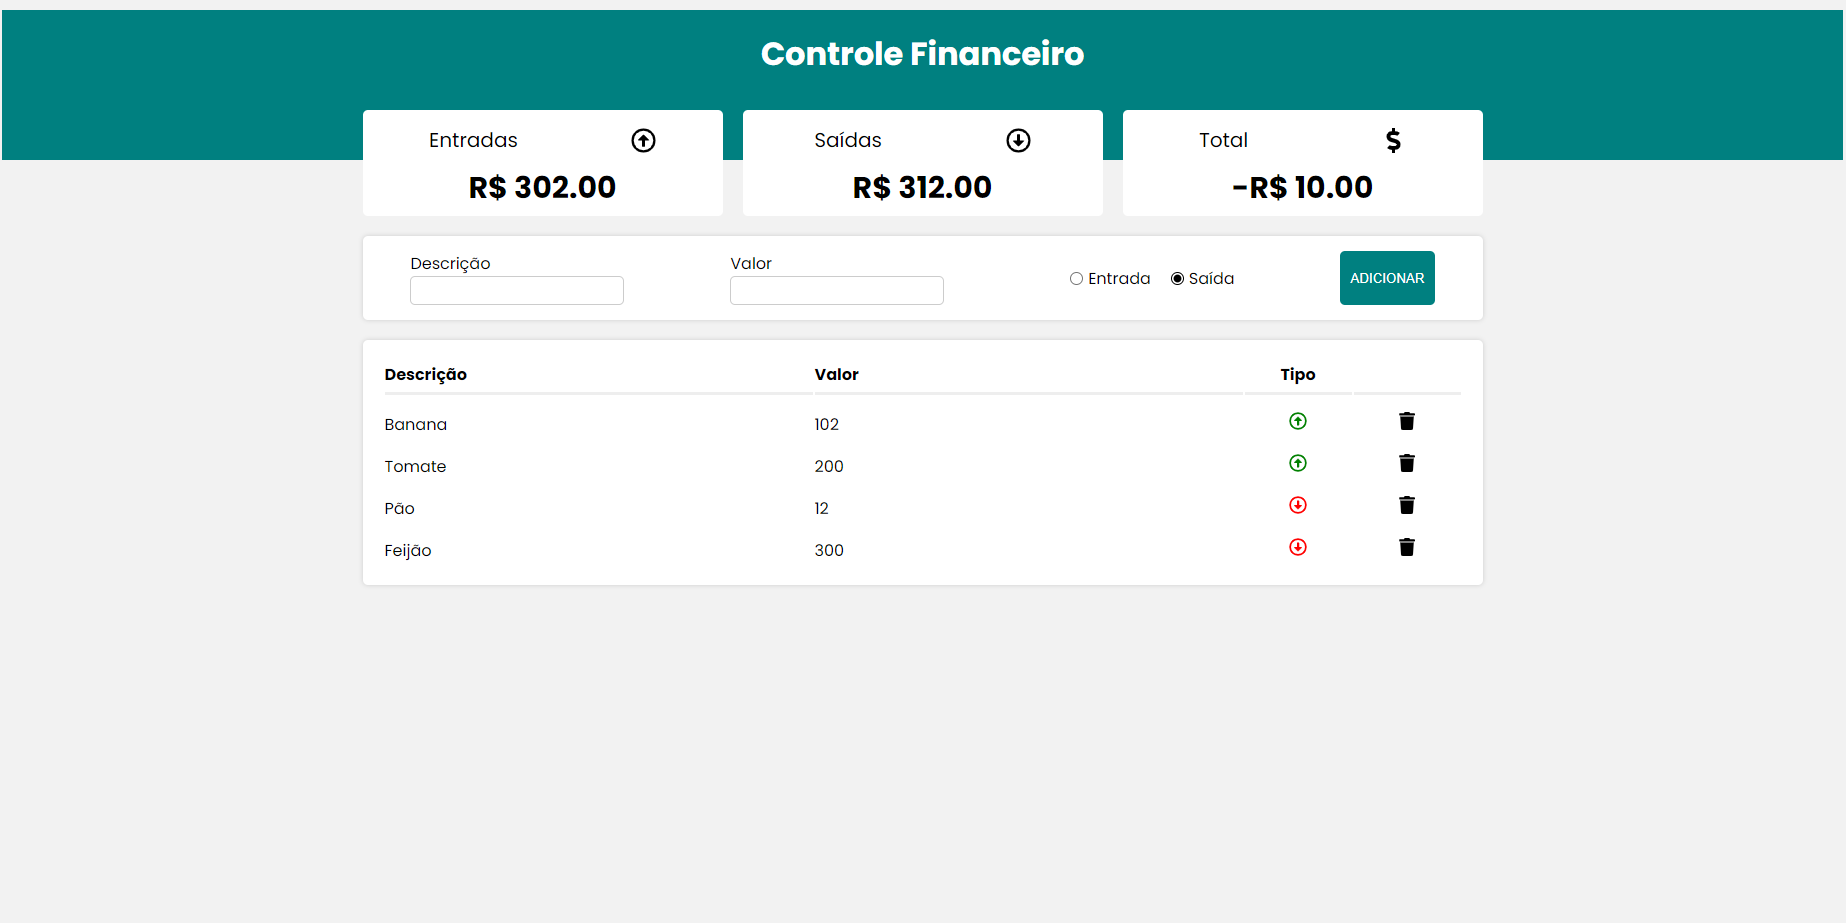 Controle Financeiro
Entradas
R$ 302.00
Saídas
R$ 312.00
Total
-R$ 10.00
Descrição
Valor
Entrada
Saída
ADICIONAR
Descrição Valor Tipo
Banana 102
Tomate 200
Pão 12
Feijão 300